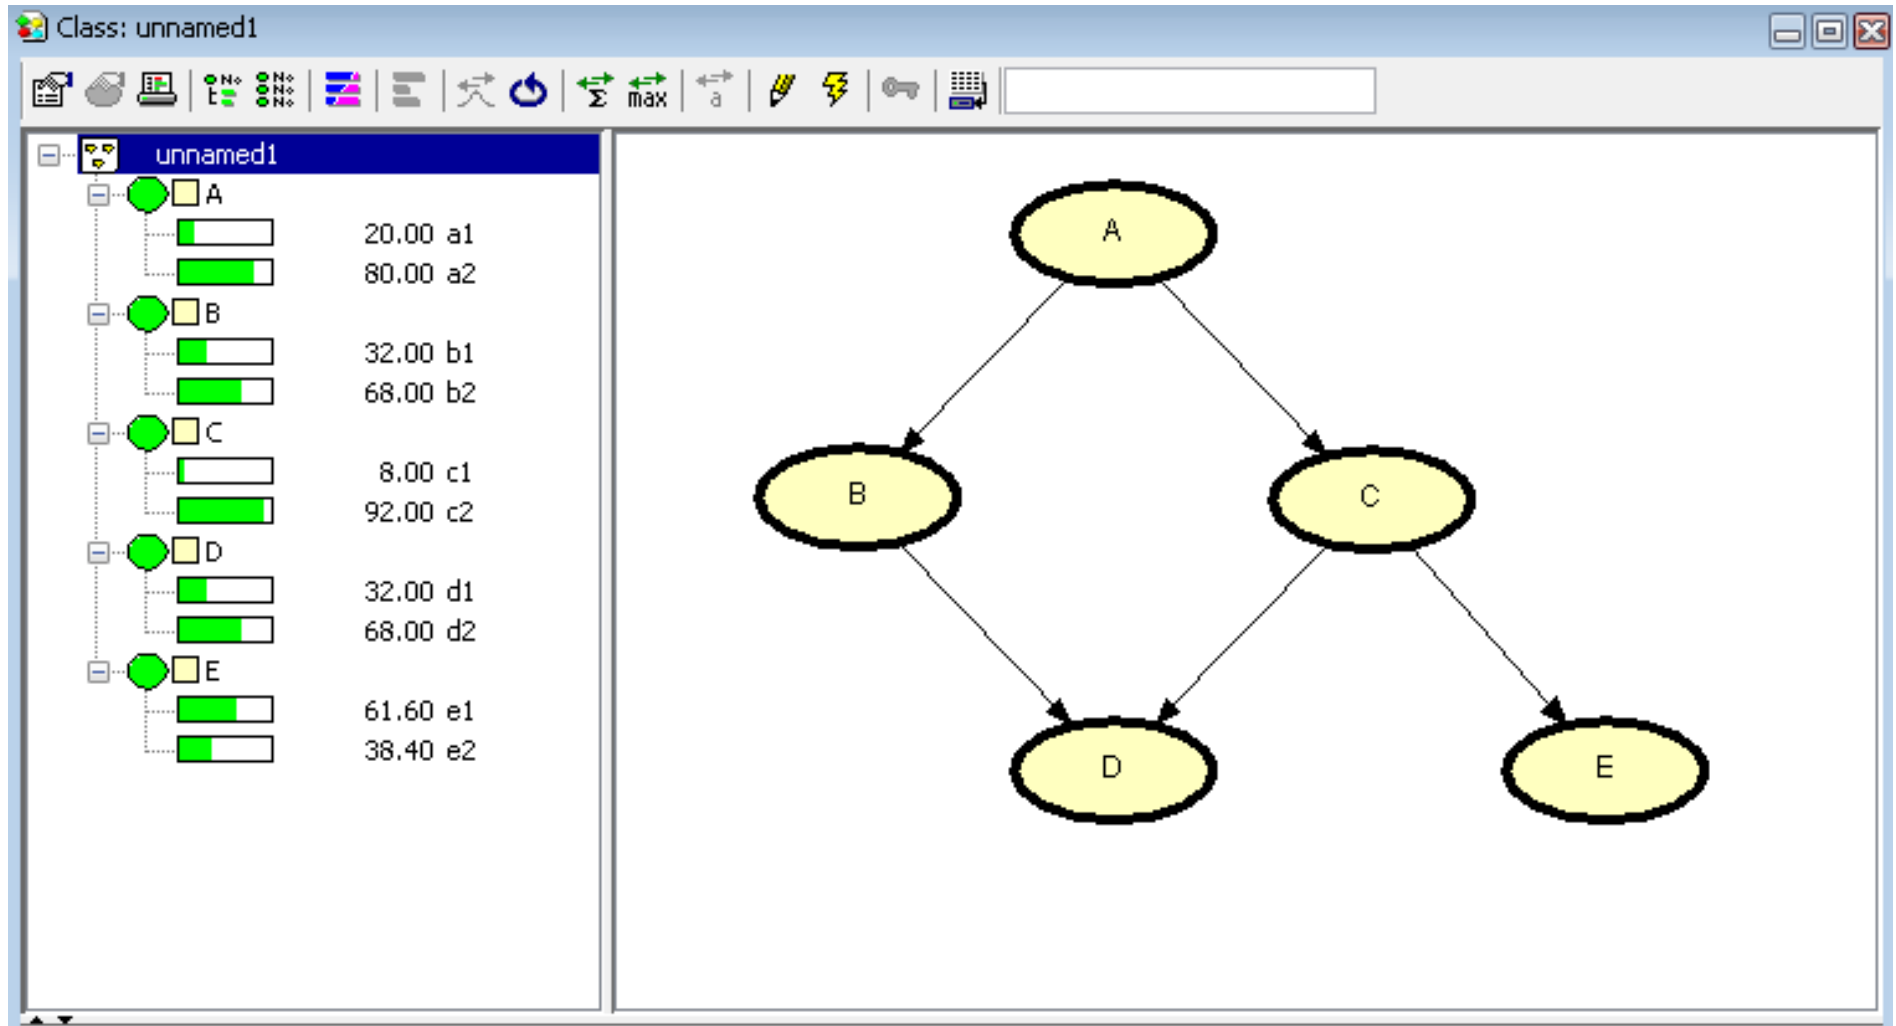 Class: unnamed1
Σ max a
unnamed1
A
20.00 a1
80.00 a2
B
32.00 b1
68.00 b2
C
8.00 c1
92.00 c2
D
32.00 d1
68.00 d2
E
61.60 e1
38.40 e2
A
B
C
D
E